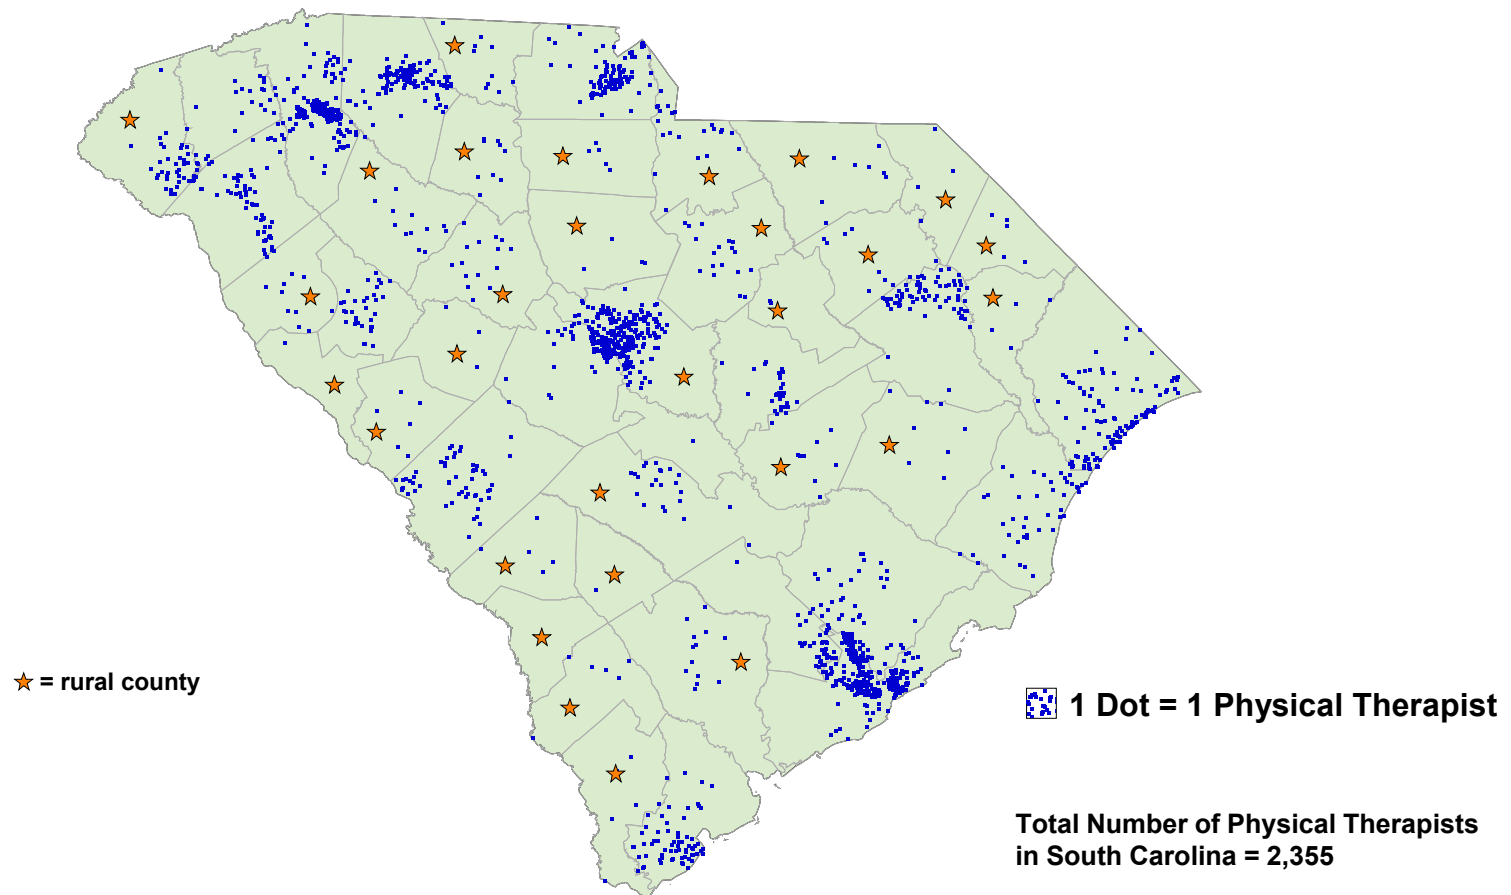 = rural county
1 Dot = 1 Physical Therapist
Total Number of Physical Therapists
in South Carolina = 2,355